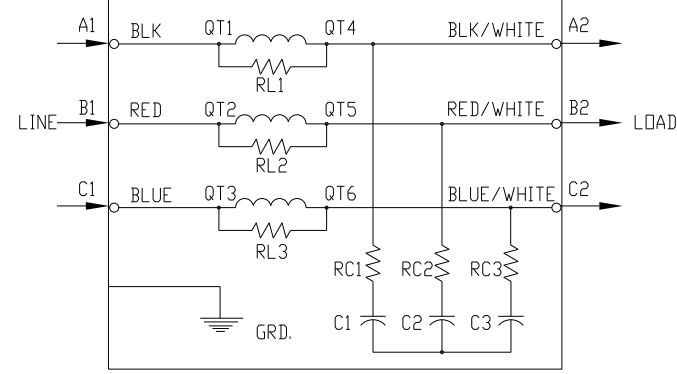 A1 BLK QT1 QT4 BLK/WHITE A2
RL1
B1 RED QT2 QT5 RED/WHITE B2
LINE LOAD
RL2
C1 BLUE QT3 QT6 BLUE/WHITE C2
RL3
RC1 RC2 RC3
C1 C2 C3
GRD.